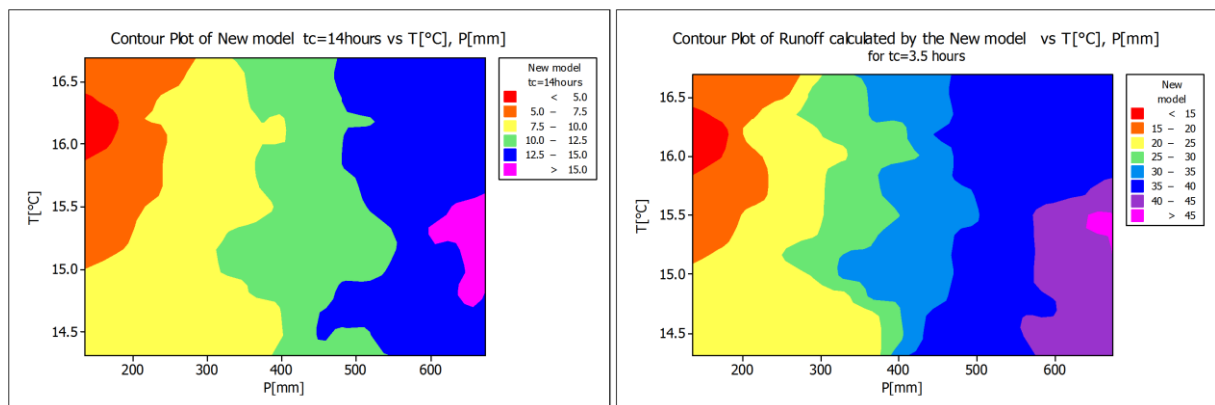 Contour Plot of New model tc=14hours vs T[°C], P[mm]
New model
tc=14hours
< 5.0
5.0 – 7.5
7.5 – 10.0
10.0 – 12.5
12.5 – 15.0
> 15.0
T[°C]
16.5
16.0
15.5
15.0
14.5
200 300 400 500 600
P[mm]
Contour Plot of Runoff calculated by the New model vs T[°C], P[mm]
for tc=3.5 hours
New
model
< 15
15 – 20
20 – 25
25 – 30
30 – 35
35 – 40
40 – 45
> 45
T[°C]
16.5
16.0
15.5
15.0
14.5
200 300 400 500 600
P[mm]